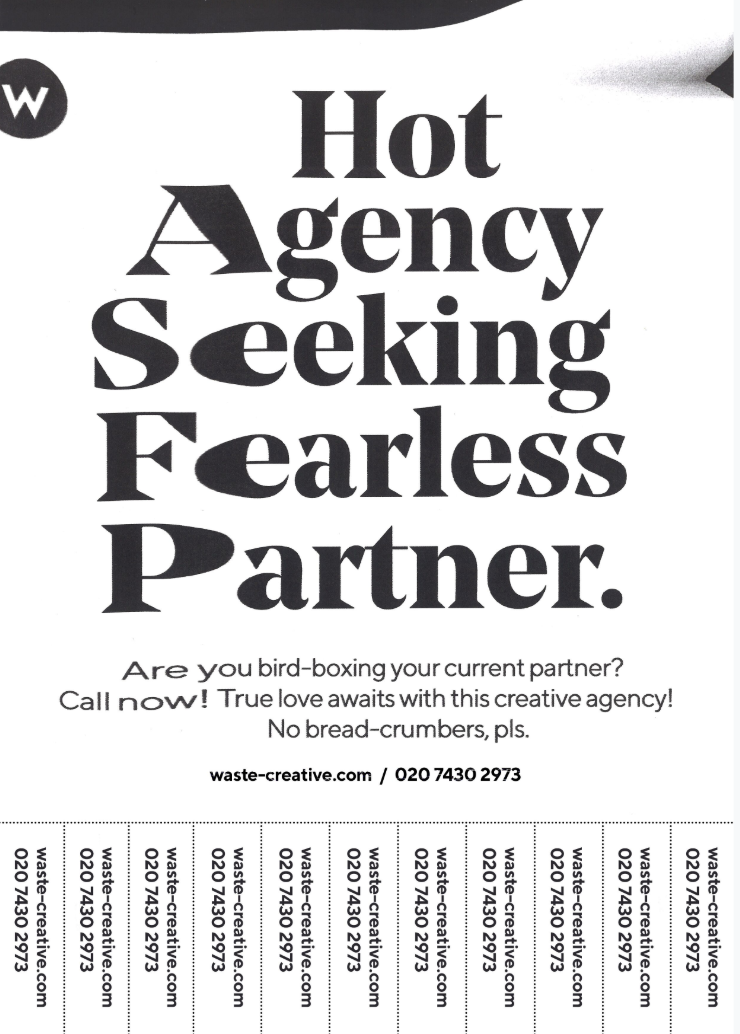 W
Hot
Agency
Seeking
Fearless
Partner.
Are you bird-boxing your current partner?
Call now! True love awaits with this creative agency!
No bread-crumbers, pls.
waste-creative.com / 020 7430 2973
waste-creative.com
020 7430 2973
waste-creative.com
020 7430 2973
waste-creative.com
020 7430 2973
waste-creative.com
020 7430 2973
waste-creative.com
020 7430 2973
waste-creative.com
020 7430 2973
waste-creative.com
020 7430 2973
waste-creative.com
020 7430 2973
waste-creative.com
020 7430 2973
waste-creative.com
020 7430 2973
waste-creative.com
020 7430 2973